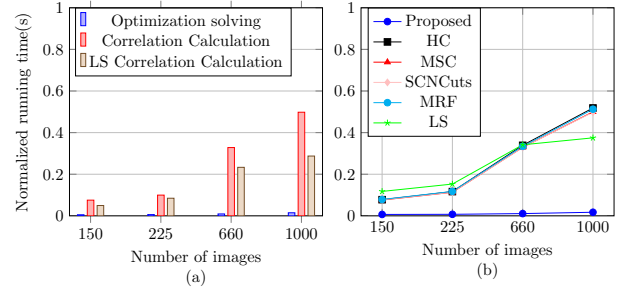 Normalized running time(s)
1
0.8
0.6
0.4
0.2
0
Optimization solving
Correlation Calculation
LS Correlation Calculation
150
225
660
1000
Number of images
(a)
1
0.8
0.6
0.4
0.2
0
Proposed
HC
MSC
SCNCuts
MRF
LS
150
225
660
1000
Number of images
(b)